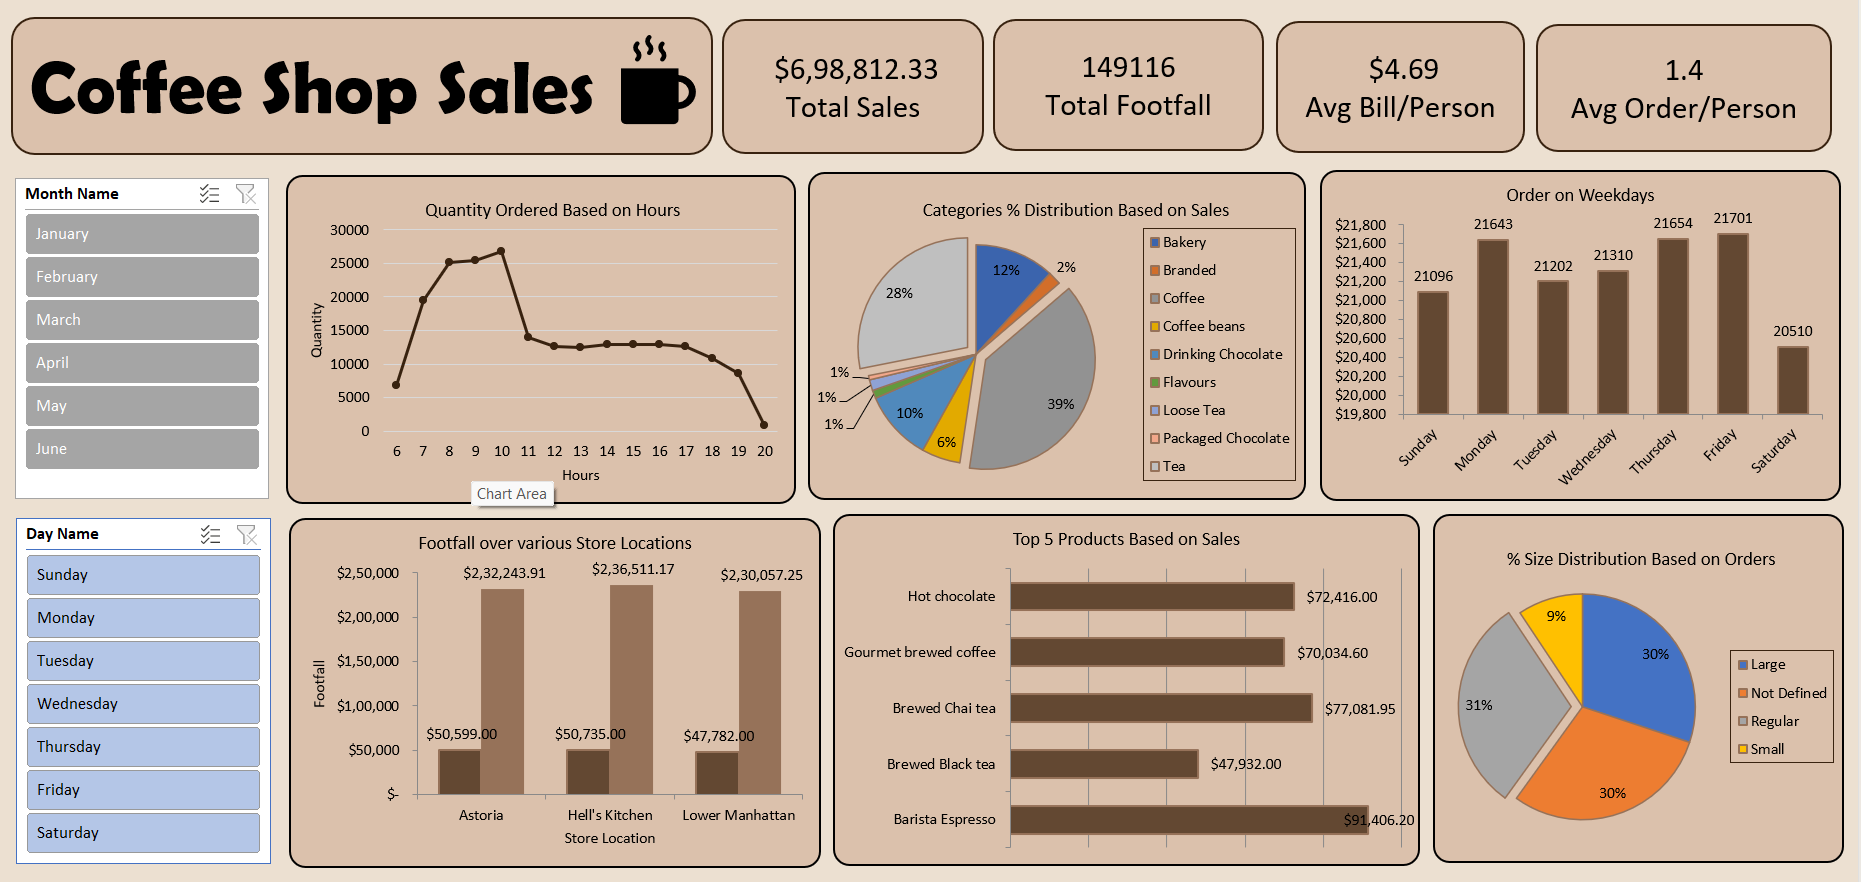 Coffee Shop Sales
$6,98,812.33
Total Sales
149116
Total Footfall
$4.69
Avg Bill/Person
1.4
Avg Order/Person
Month Name
January
February
March
April
May
June
Quantity Ordered Based on Hours
30000
25000
20000
15000
10000
5000
0
Quantity
6 7 8 9 10 11 12 13 14 15 16 17 18 19 20
Hours
Chart Area
Categories % Distribution Based on Sales
12%
2%
39%
6%
10%
1%
1%
1%
28%
Bakery
Branded
Coffee
Coffee beans
Drinking Chocolate
Flavours
Loose Tea
Packaged Chocolate
Tea
Order on Weekdays
$21,800
$21,600
$21,400
$21,200
$21,000
$20,800
$20,600
$20,400
$20,200
$20,000
$19,800
21096
21643
21202
21310
21654
21701
20510
Sunday
Monday
Tuesday
Wednesday
Thursday
Friday
Saturday
Day Name
Sunday
Monday
Tuesday
Wednesday
Thursday
Friday
Saturday
Footfall over various Store Locations
$2,50,000
$2,00,000
$1,50,000
$1,00,000
$50,000
$-
Footfall
$2,32,243.91
$2,36,511.17
$2,30,057.25
$50,599.00
$50,735.00
$47,782.00
Astoria
Hell's Kitchen
Lower Manhattan
Store Location
Top 5 Products Based on Sales
Hot chocolate
$72,416.00
Gourmet brewed coffee
$70,034.60
Brewed Chai tea
$77,081.95
Brewed Black tea
$47,932.00
Barista Espresso
$91,406.20
% Size Distribution Based on Orders
9%
30%
31%
30%
Large
Not Defined
Regular
Small